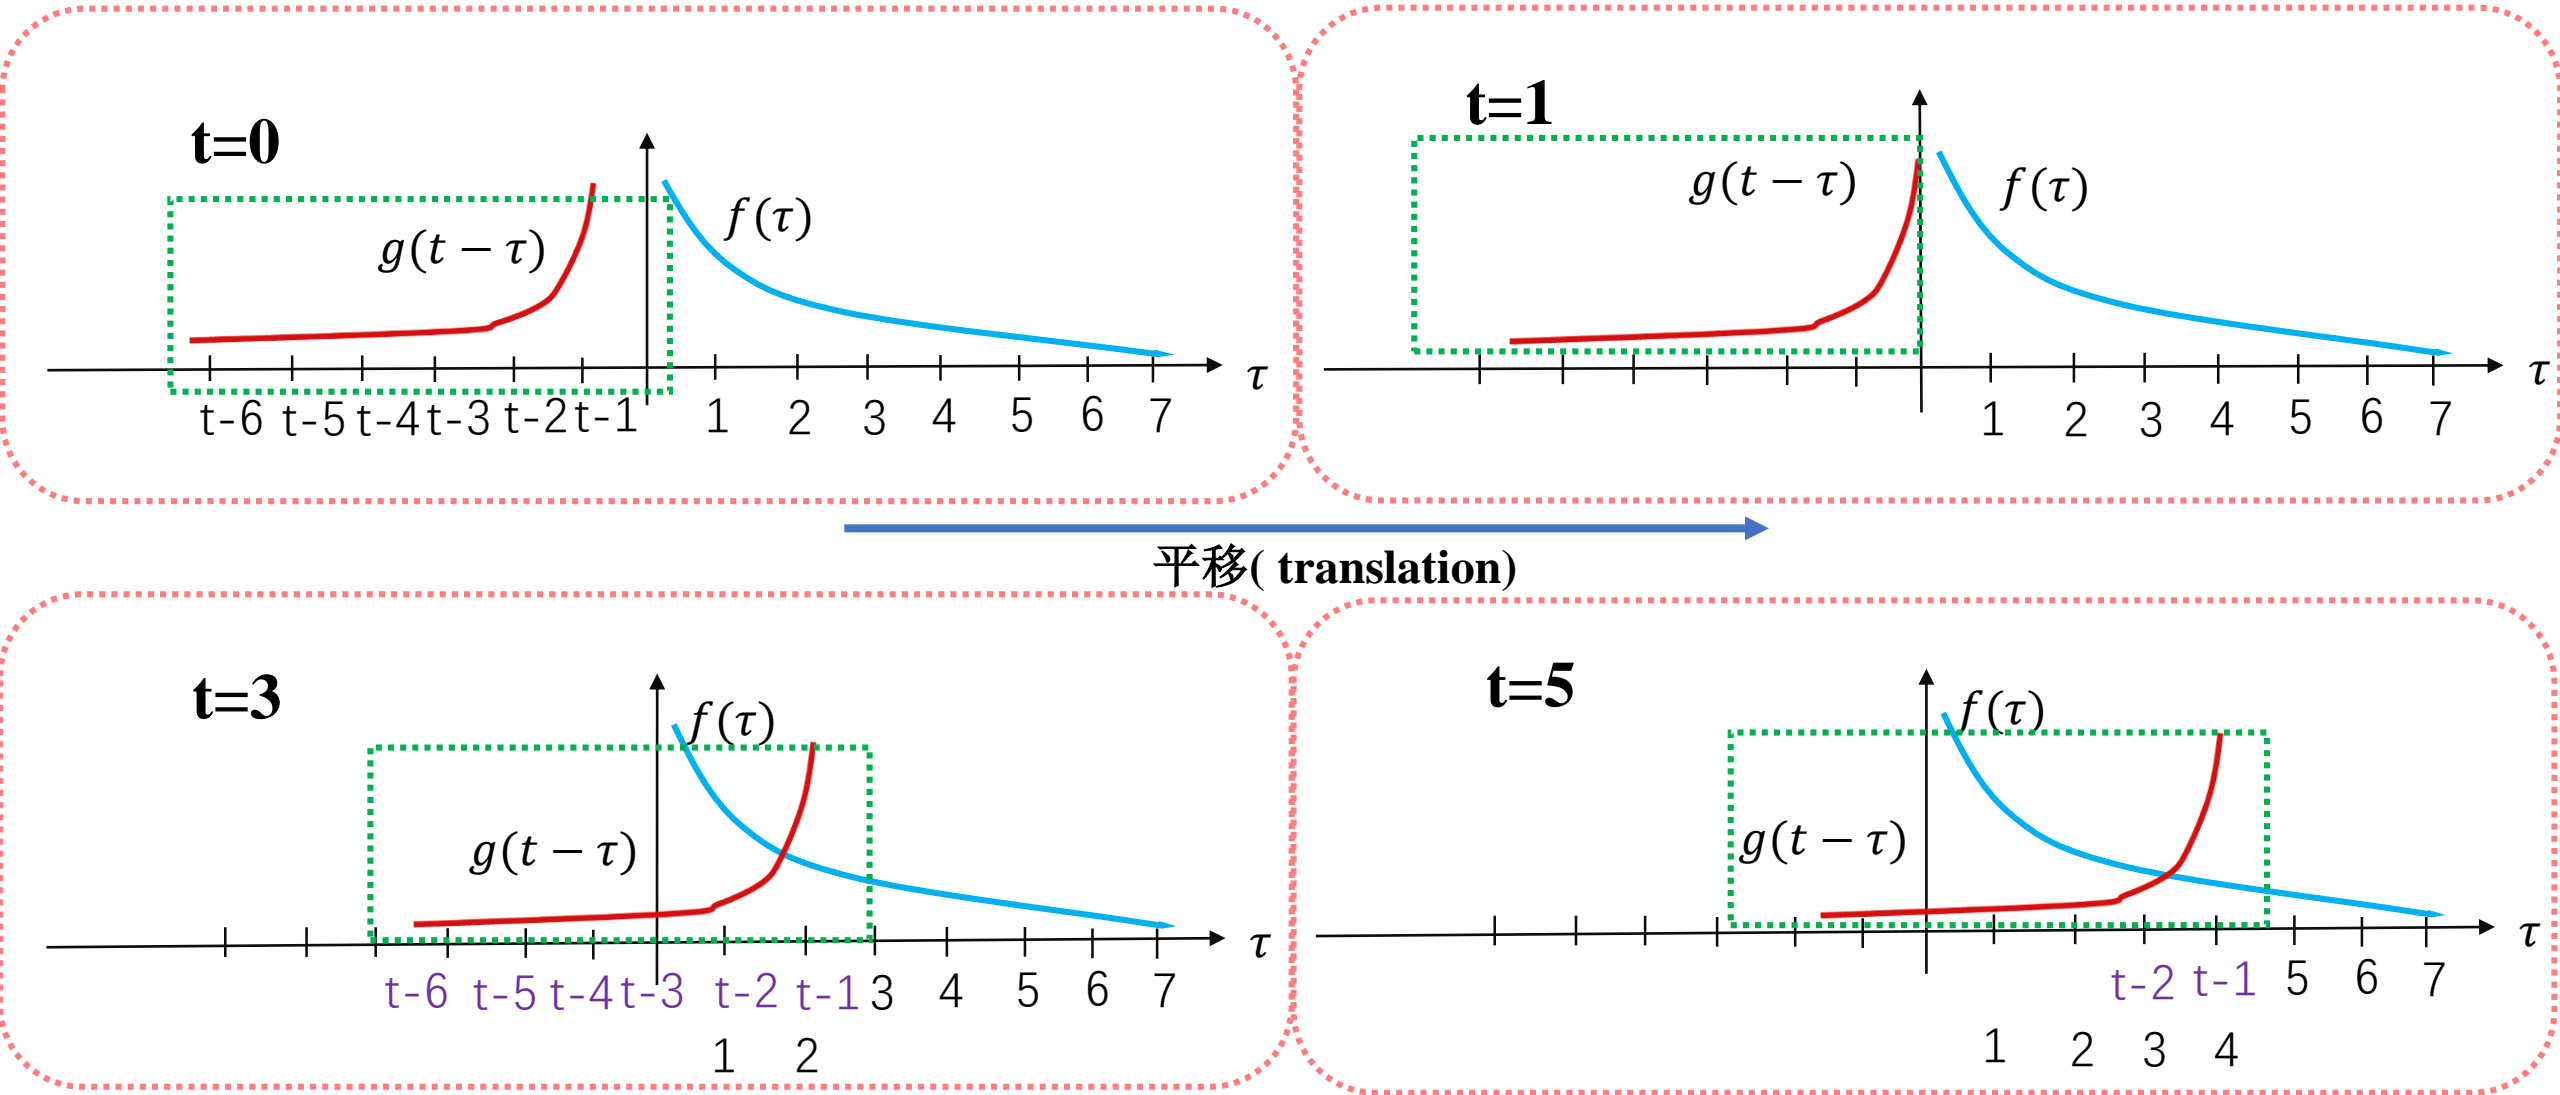 t=0
g(t − τ)
f(τ)
τ
t-6 t-5 t-4 t-3 t-2 t-1 1 2 3 4 5 6 7
t=1
g(t − τ)
f(τ)
τ
1 2 3 4 5 6 7
平移( translation)
t=3
f(τ)
g(t − τ)
τ
t-6 t-5 t-4 t-3 t-2 t-1 3 4 5 6 7
1 2
t=5
f(τ)
g(t − τ)
τ
t-2 t-1 5 6 7
1 2 3 4